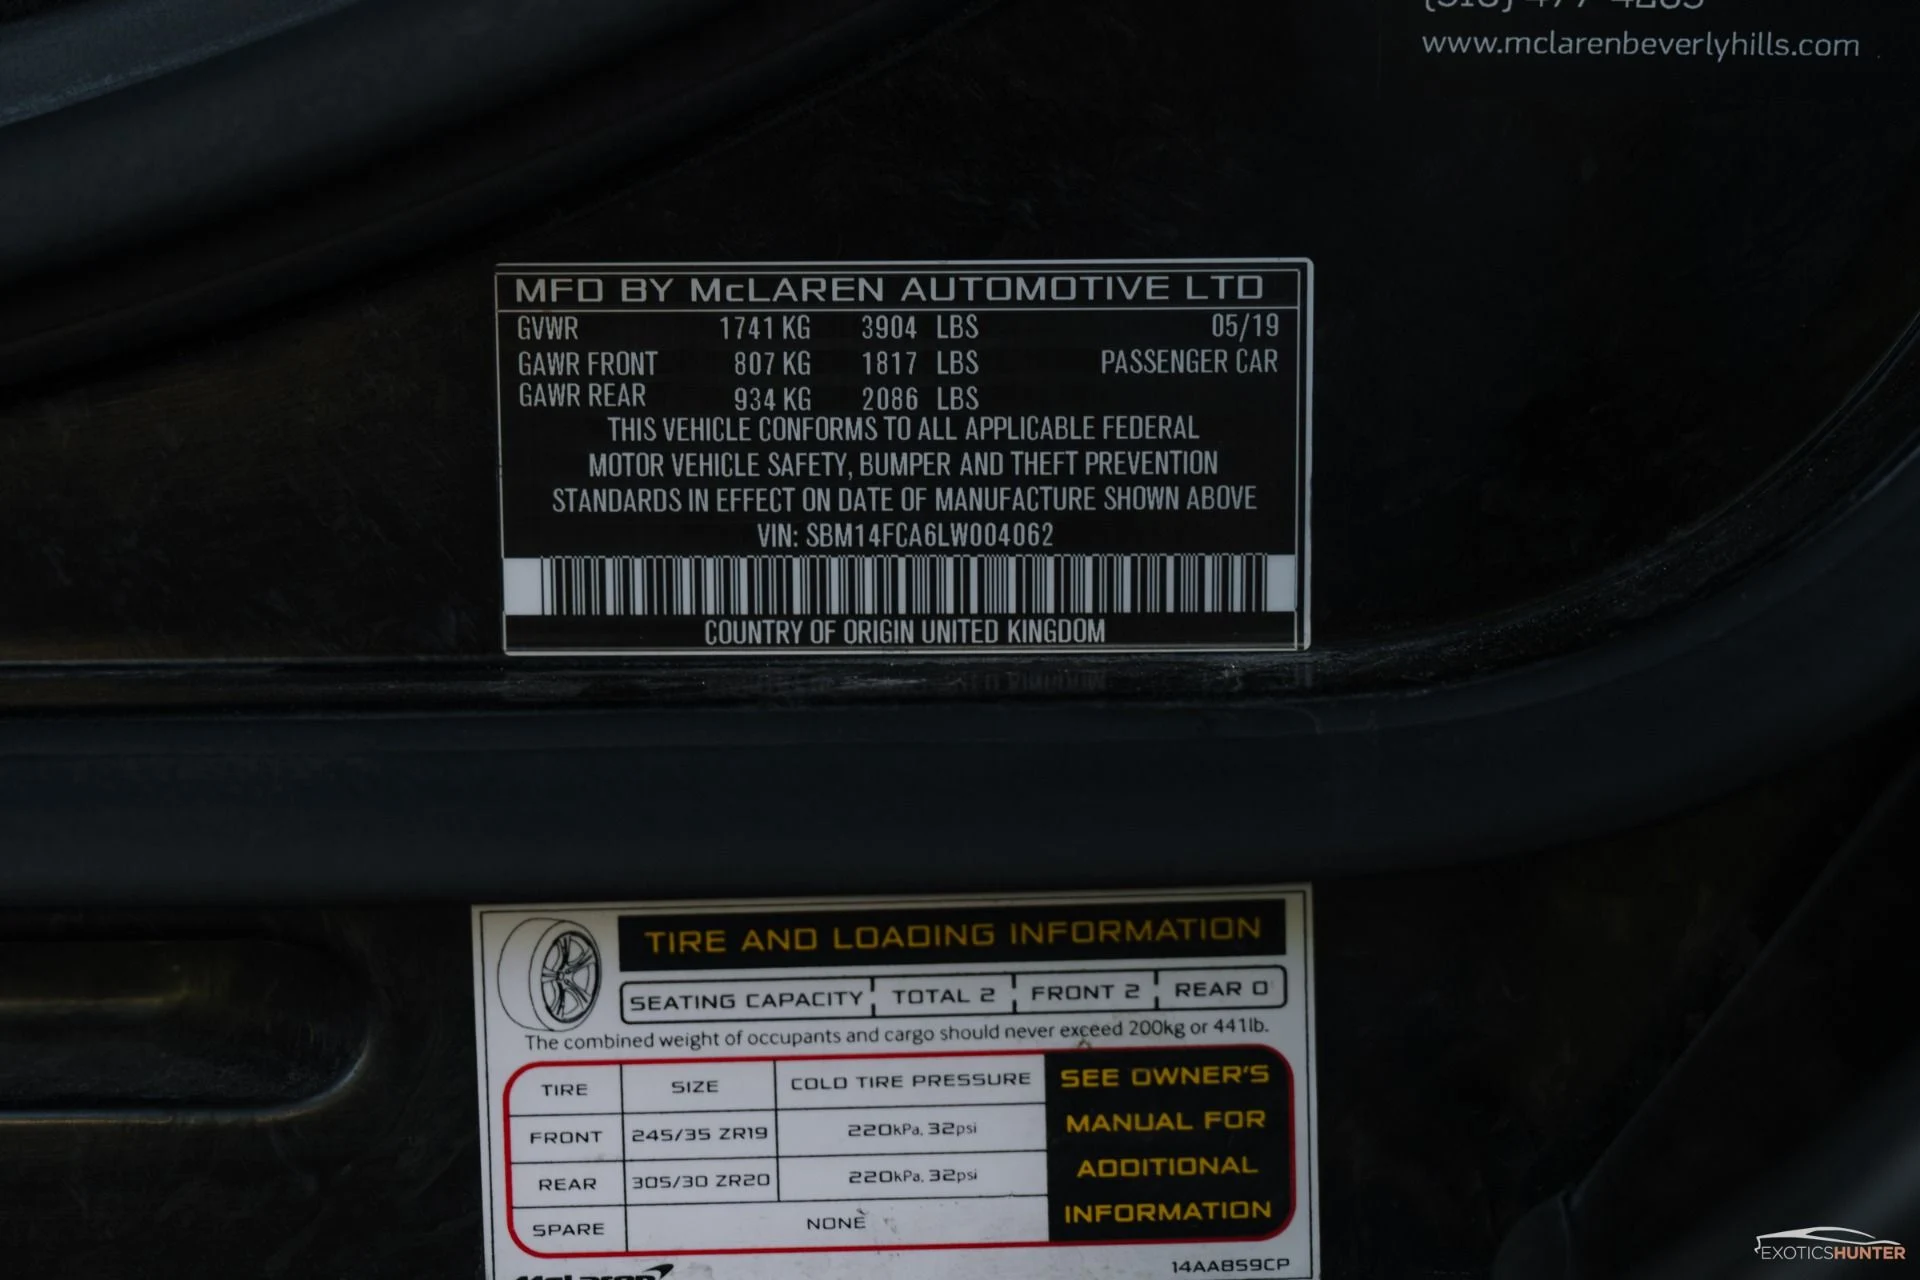 www.mclarenbeverlyhills.com
MFD BY McLAREN AUTOMOTIVE LTD
GVWR 1741 KG 3904 LBS 05/19
GAWR FRONT 807 KG 1817 LBS PASSENGER CAR
GAWR REAR 934 KG 2086 LBS
THIS VEHICLE CONFORMS TO ALL APPLICABLE FEDERAL
MOTOR VEHICLE SAFETY, BUMPER AND THEFT PREVENTION
STANDARDS IN EFFECT ON DATE OF MANUFACTURE SHOWN ABOVE
VIN: SBM14FCA6LW004062
COUNTRY OF ORIGIN UNITED KINGDOM
TIRE AND LOADING INFORMATION
SEATING CAPACITY TOTAL 2 FRONT 2 REAR 0
The combined weight of occupants and cargo should never exceed 200kg or 441lb.
TIRE SIZE COLD TIRE PRESSURE
FRONT 245/35 ZR19 220kPa, 32psi
REAR 305/30 ZR20 220kPa, 32psi
SPARE NONE
SEE OWNER'S
MANUAL FOR
ADDITIONAL
INFORMATION
14AA859CP
McLaren
EXOTICSHUNTER